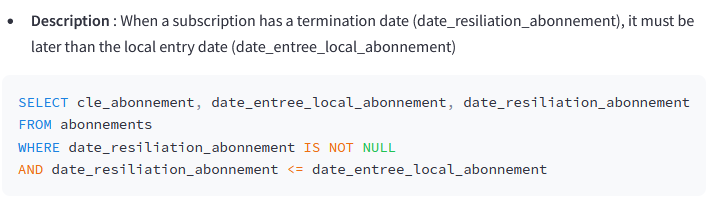 • Description : When a subscription has a termination date (date_resiliation_abonnement), it must be
later than the local entry date (date_entree_local_abonnement)
SELECT cle_abonnement, date_entree_local_abonnement, date_resiliation_abonnement
FROM abonnements
WHERE date_resiliation_abonnement IS NOT NULL
AND date_resiliation_abonnement <= date_entree_local_abonnement